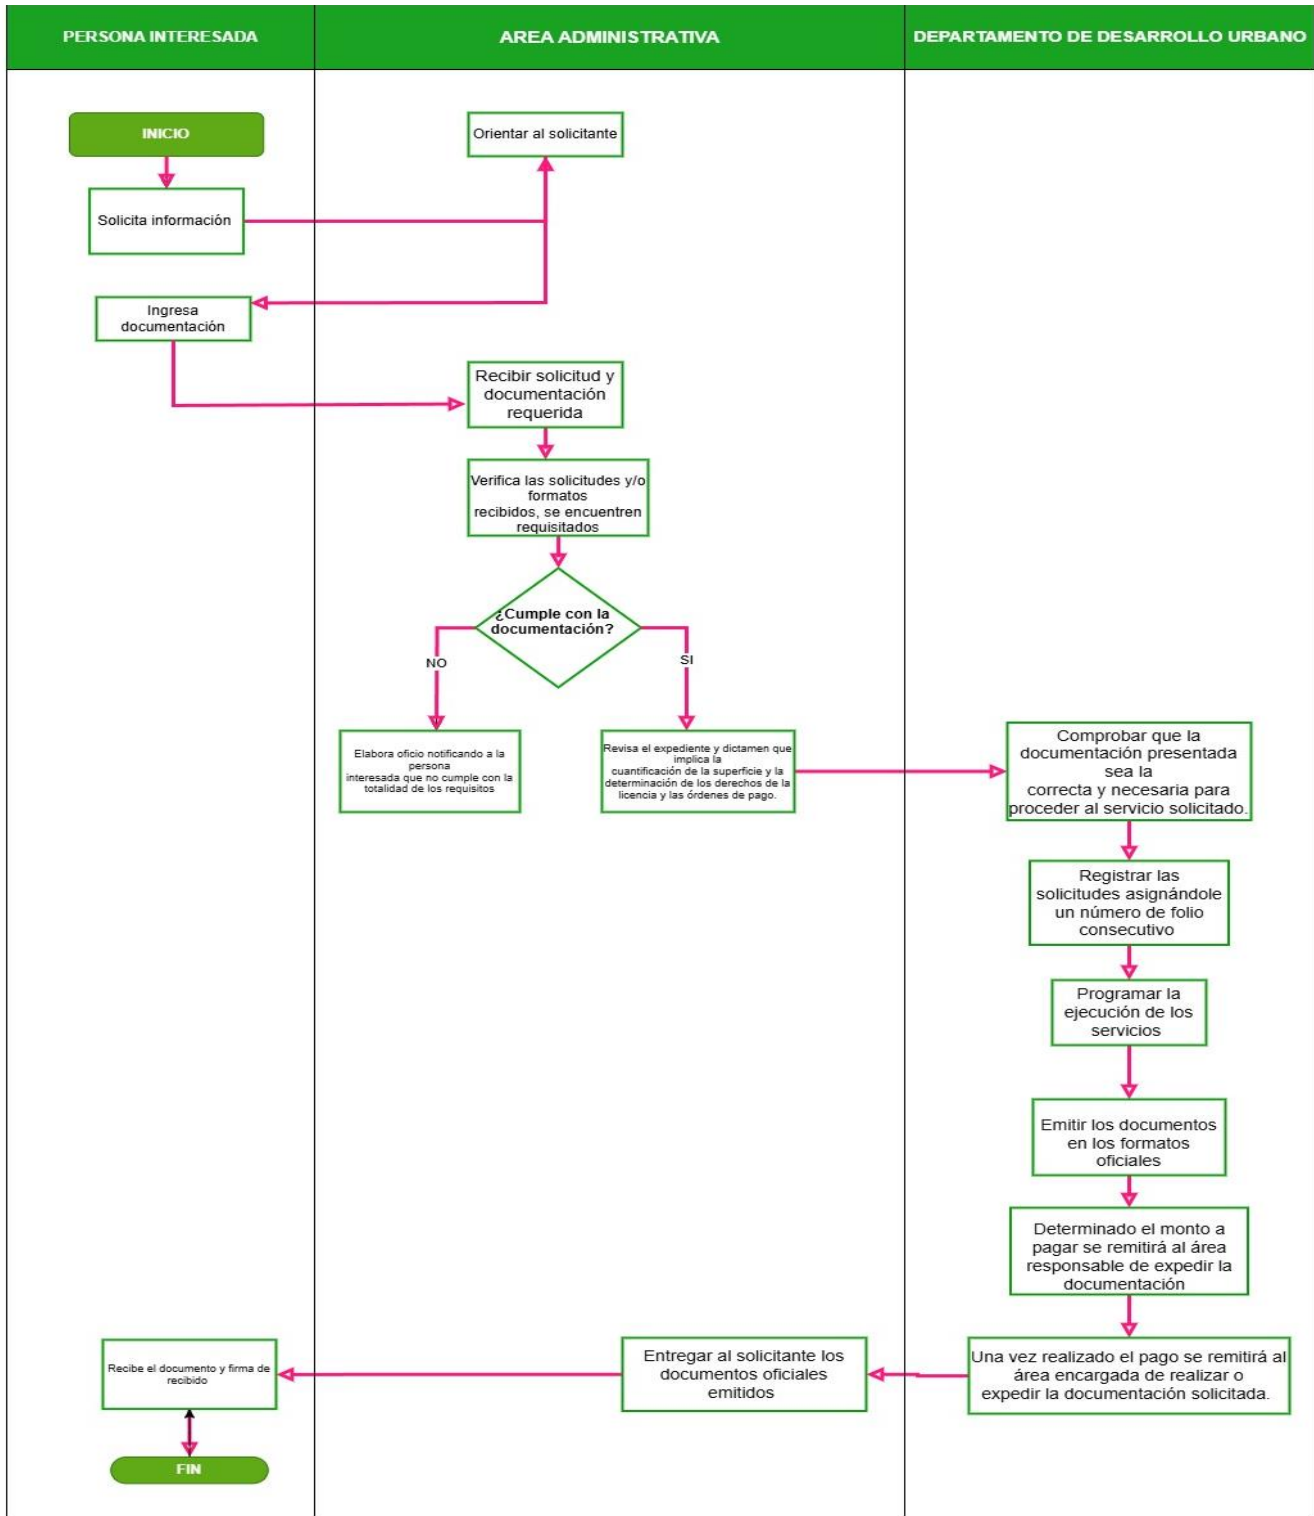 PERSONA INTERESADA
AREA ADMINISTRATIVA
DEPARTAMENTO DE DESARROLLO URBANO
INICIO
Orientar al solicitante
Solicita información
Ingresa
documentación
Recibir solicitud y
documentación
requerida
Verifica las solicitudes y/o
formatos
recibidos, se encuentren
requisitados
¿Cumple con la
documentación?
NO
SI
Elabora oficio notificando a la
persona
interesada que no cumple con la
totalidad de los requisitos
Revisa el expediente y dictamen que
implica la
cuantificación de la superficie y la
determinación de los derechos de la
licencia y las órdenes de pago.
Comprobar que la
documentación presentada
sea la
correcta y necesaria para
proceder al servicio solicitado.
Registrar las
solicitudes asignándole
un número de folio
consecutivo
Programar la
ejecución de los
servicios
Emitir los documentos
en los formatos
oficiales
Determinado el monto a
pagar se remitirá al área
responsable de expedir la
documentación
Una vez realizado el pago se remitirá al
área encargada de realizar o
expedir la documentación solicitada.
Entregar al solicitante los
documentos oficiales
emitidos
Recibe el documento y firma de
recibido
FIN